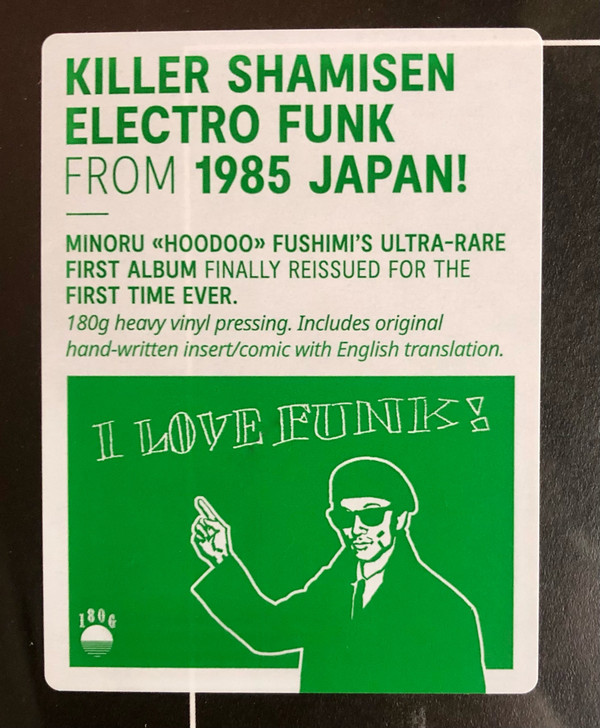 KILLER SHAMISEN
ELECTRO FUNK
FROM 1985 JAPAN!
MINORU «HOODOO» FUSHIMI'S ULTRA-RARE
FIRST ALBUM FINALLY REISSUED FOR THE
FIRST TIME EVER.
180g heavy vinyl pressing. Includes original
hand-written insert/comic with English translation.
I LOVE FUNK!
180G